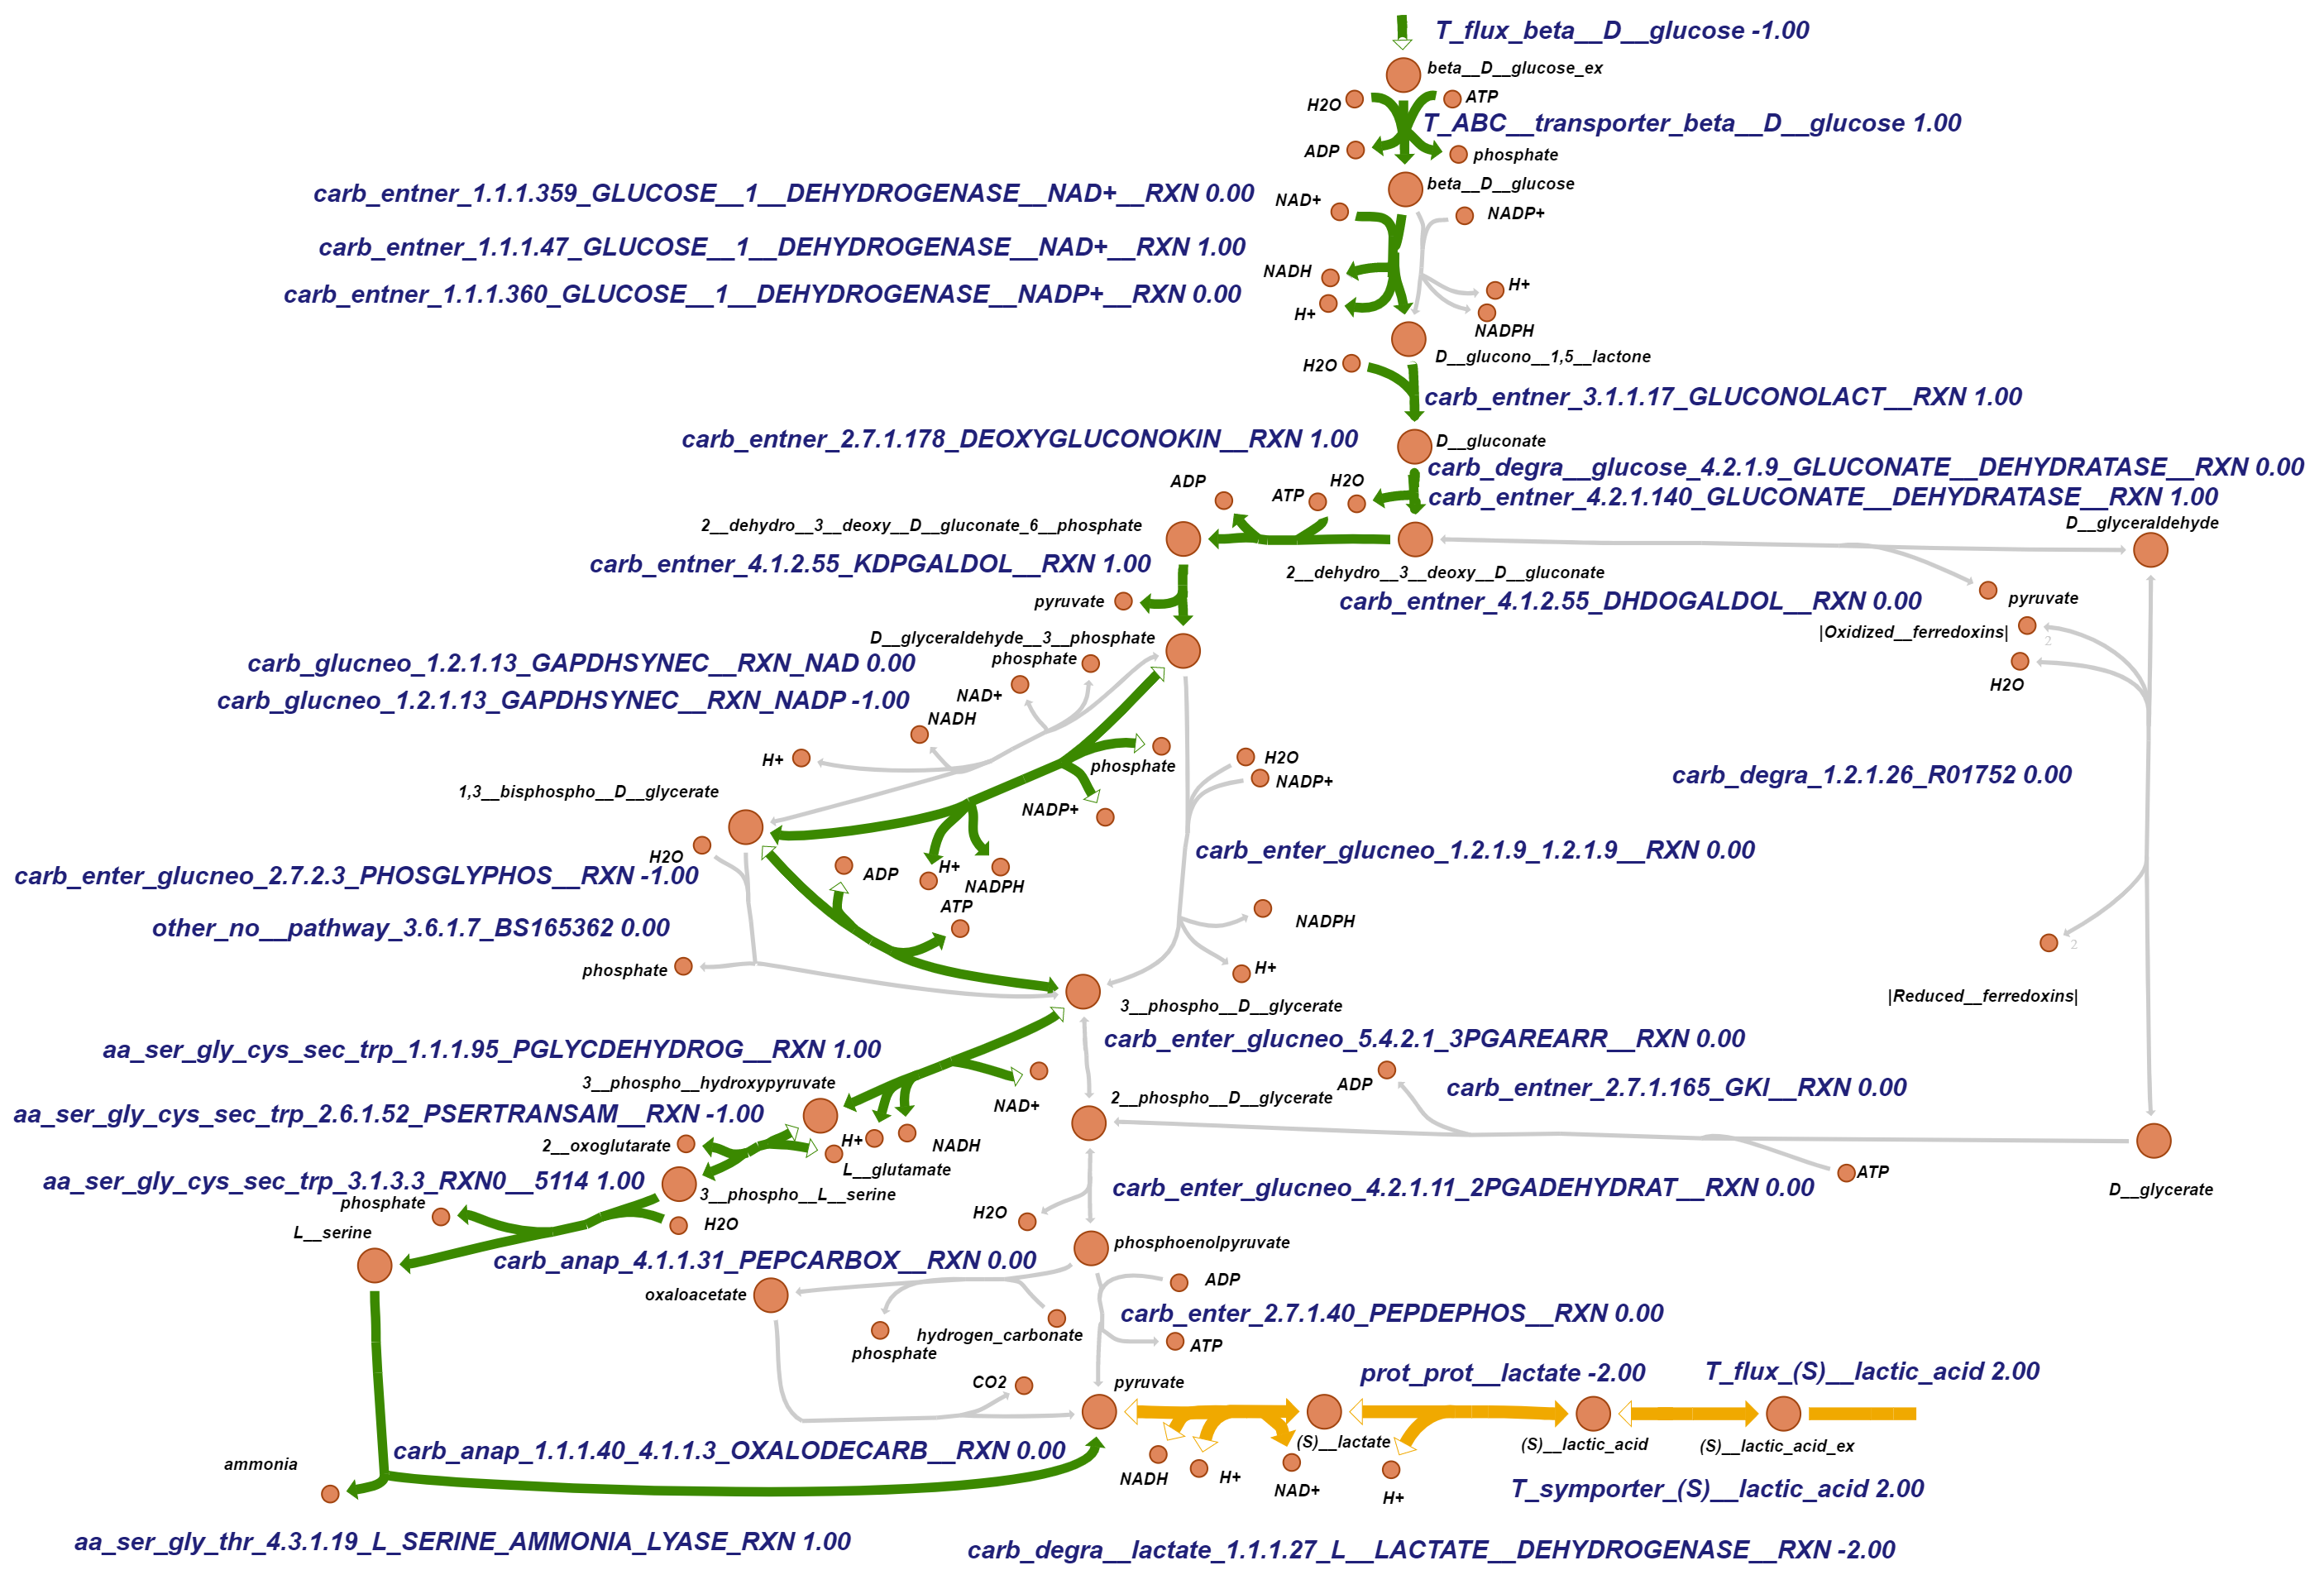 T_flux_beta__D__glucose -1.00
beta__D__glucose_ex
H2O
ATP
T_ABC__transporter_beta__D__glucose 1.00
ADP
phosphate
beta__D__glucose
carb_entner_1.1.1.359_GLUCOSE__1__DEHYDROGENASE__NAD+__RXN 0.00
NAD+
NADP+
carb_entner_1.1.1.47_GLUCOSE__1__DEHYDROGENASE__NAD+__RXN 1.00
NADH
H+
carb_entner_1.1.1.360_GLUCOSE__1__DEHYDROGENASE__NADP+__RXN 0.00
H+
NADPH
D__glucono__1,5__lactone
H2O
carb_entner_3.1.1.17_GLUCONOLACT__RXN 1.00
carb_entner_2.7.1.178_DEOXYGLUCONOKIN__RXN 1.00
D__gluconate
carb_degra__glucose_4.2.1.9_GLUCONATE__DEHYDRATASE__RXN 0.00
ADP
ATP
H2O
carb_entner_4.2.1.140_GLUCONATE__DEHYDRATASE__RXN 1.00
2__dehydro__3__deoxy__D__gluconate_6__phosphate
D__glyceraldehyde
carb_entner_4.1.2.55_KDPGALDOL__RXN 1.00
2__dehydro__3__deoxy__D__gluconate
pyruvate
carb_entner_4.1.2.55_DHDOGALDOL__RXN 0.00
pyruvate
D__glyceraldehyde__3__phosphate
|Oxidized__ferredoxins|
2
phosphate
carb_glucneo_1.2.1.13_GAPDHSYNEC__RXN_NAD 0.00
NAD+
H2O
carb_glucneo_1.2.1.13_GAPDHSYNEC__RXN_NADP -1.00
NADH
H+
phosphate
H2O
NADP+
carb_degra_1.2.1.26_R01752 0.00
1,3__bisphospho__D__glycerate
NADP+
H2O
carb_enter_glucneo_1.2.1.9_1.2.1.9__RXN 0.00
carb_enter_glucneo_2.7.2.3_PHOSGLYPHOS__RXN -1.00
ADP
H+
NADPH
ATP
other_no__pathway_3.6.1.7_BS165362 0.00
NADPH
2
phosphate
H+
|Reduced__ferredoxins|
3__phospho__D__glycerate
carb_enter_glucneo_5.4.2.1_3PGAREARR__RXN 0.00
aa_ser_gly_cys_sec_trp_1.1.1.95_PGLYCDEHYDROG__RXN 1.00
3__phospho__hydroxypyruvate
ADP
carb_entner_2.7.1.165_GKI__RXN 0.00
NAD+
2__phospho__D__glycerate
aa_ser_gly_cys_sec_trp_2.6.1.52_PSERTRANSAM__RXN -1.00
2__oxoglutarate
H+
NADH
L__glutamate
ATP
aa_ser_gly_cys_sec_trp_3.1.3.3_RXN0__5114 1.00
3__phospho__L__serine
carb_enter_glucneo_4.2.1.11_2PGADEHYDRAT__RXN 0.00
D__glycerate
phosphate
H2O
H2O
L__serine
phosphoenolpyruvate
carb_anap_4.1.1.31_PEPCARBOX__RXN 0.00
oxaloacetate
ADP
carb_enter_2.7.1.40_PEPDEPHOS__RXN 0.00
hydrogen_carbonate
phosphate
ATP
CO2
pyruvate
prot_prot__lactate -2.00
T_flux_(S)__lactic_acid 2.00
carb_anap_1.1.1.40_4.1.1.3_OXALODECARB__RXN 0.00
(S)__lactate
(S)__lactic_acid
(S)__lactic_acid_ex
ammonia
NADH
H+
NAD+
H+
T_symporter_(S)__lactic_acid 2.00
aa_ser_gly_thr_4.3.1.19_L_SERINE_AMMONIA_LYASE_RXN 1.00
carb_degra__lactate_1.1.1.27_L__LACTATE__DEHYDROGENASE__RXN -2.00